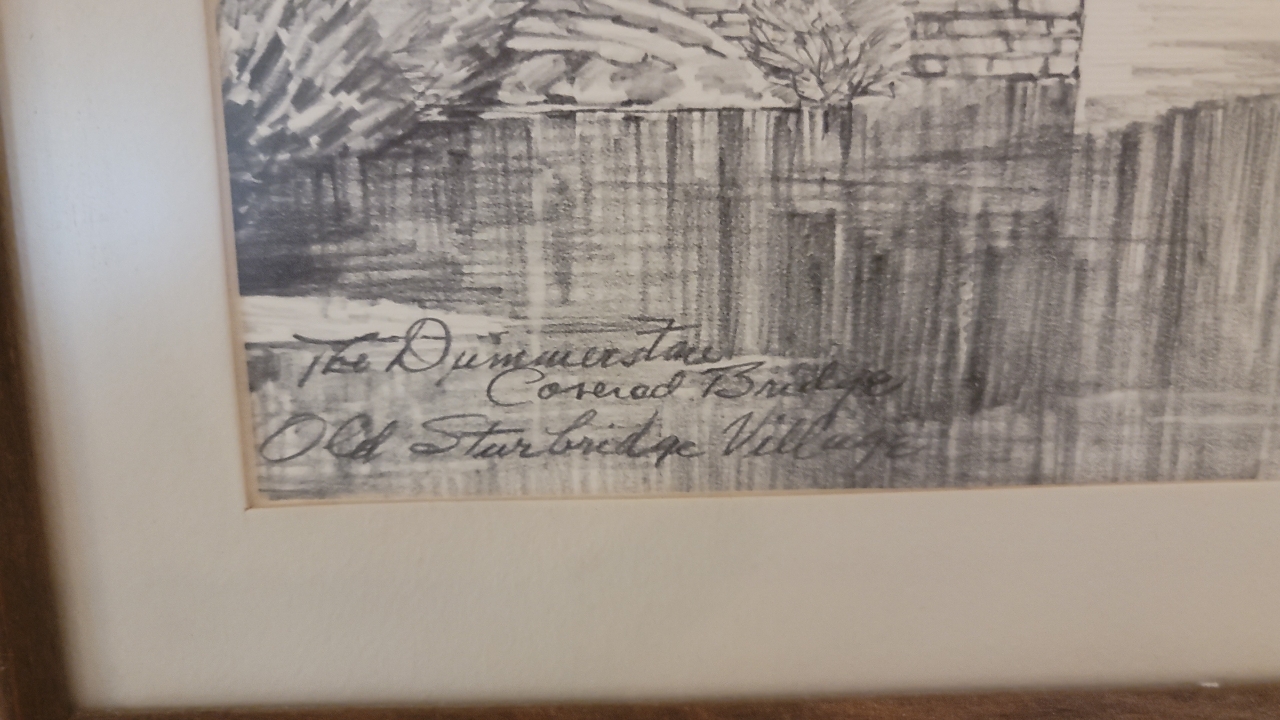 The Dummerston
Covered Bridge
Old Sturbridge Village